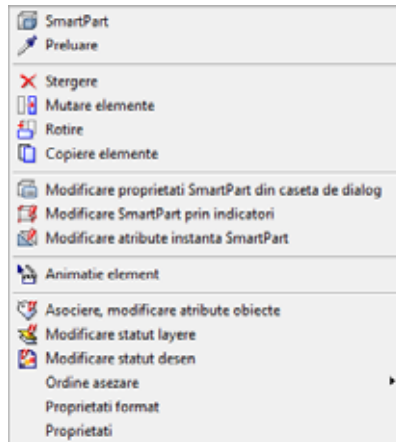 SmartPart
Preluare
Stergere
Mutare elemente
Rotire
Copiere elemente
Modificare proprietati SmartPart din caseta de dialog
Modificare SmartPart prin indicatori
Modificare atribute instanta SmartPart
Animatie element
Asociere, modificare atribute obiecte
Modificare statut layere
Modificare statut desen
Ordine asezare
Proprietati format
Proprietati